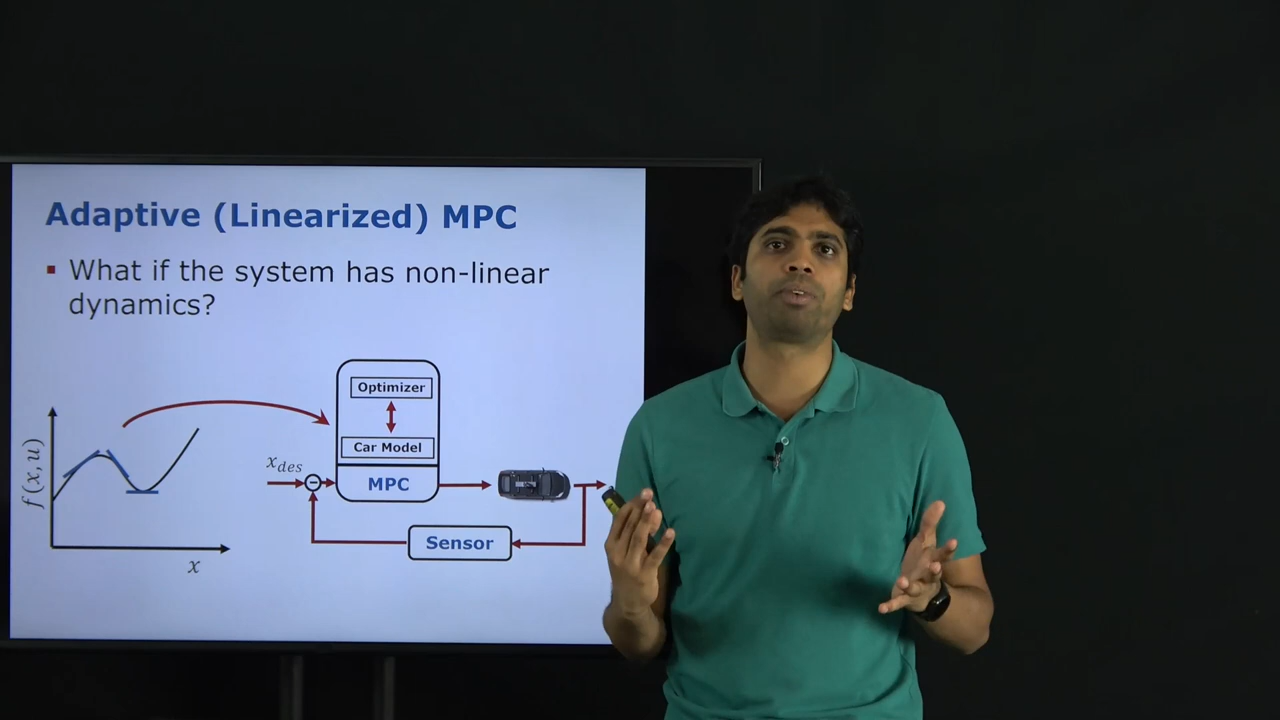 Adaptive (Linearized) MPC
▪ What if the system has non-linear
dynamics?
Optimizer
Car Model
MPC
x_des
f(x,u)
x
Sensor